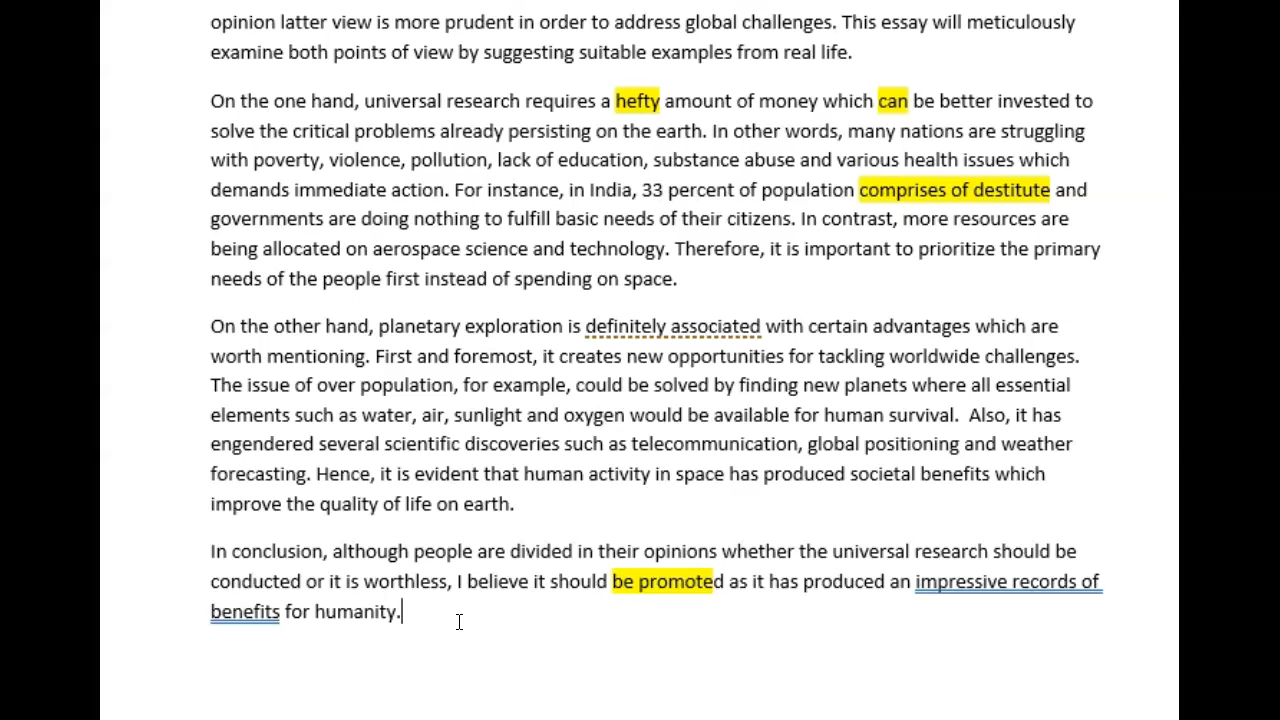 opinion latter view is more prudent in order to address global challenges. This essay will meticulously
examine both points of view by suggesting suitable examples from real life.
On the one hand, universal research requires a hefty amount of money which can be better invested to
solve the critical problems already persisting on the earth. In other words, many nations are struggling
with poverty, violence, pollution, lack of education, substance abuse and various health issues which
demands immediate action. For instance, in India, 33 percent of population comprises of destitute and
governments are doing nothing to fulfill basic needs of their citizens. In contrast, more resources are
being allocated on aerospace science and technology. Therefore, it is important to prioritize the primary
needs of the people first instead of spending on space.
On the other hand, planetary exploration is definitely associated with certain advantages which are
worth mentioning. First and foremost, it creates new opportunities for tackling worldwide challenges.
The issue of over population, for example, could be solved by finding new planets where all essential
elements such as water, air, sunlight and oxygen would be available for human survival.  Also, it has
engendered several scientific discoveries such as telecommunication, global positioning and weather
forecasting. Hence, it is evident that human activity in space has produced societal benefits which
improve the quality of life on earth.
In conclusion, although people are divided in their opinions whether the universal research should be
conducted or it is worthless, I believe it should be promoted as it has produced an impressive records of
benefits for humanity.